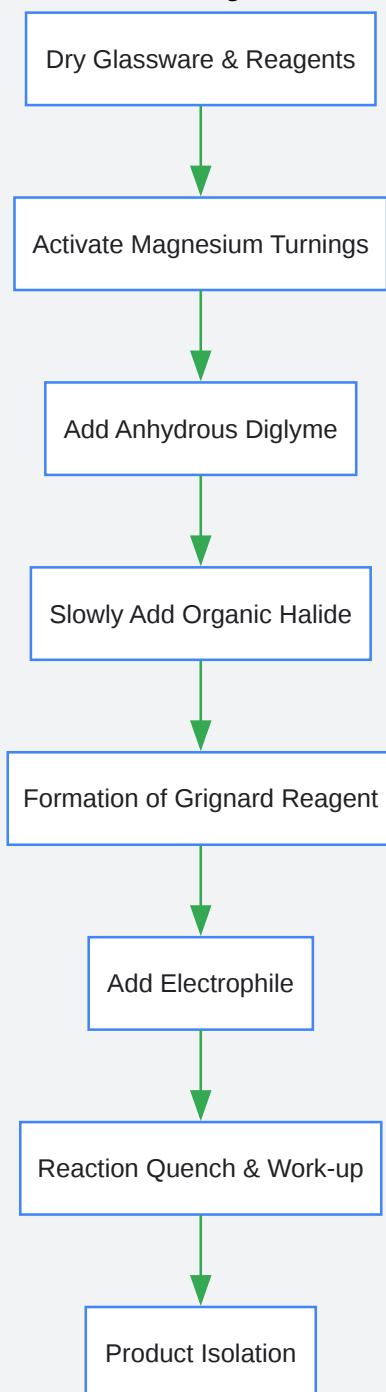 Dry Glassware & Reagents
Activate Magnesium Turnings
Add Anhydrous Diglyme
Slowly Add Organic Halide
Formation of Grignard Reagent
Add Electrophile
Reaction Quench & Work-up
Product Isolation